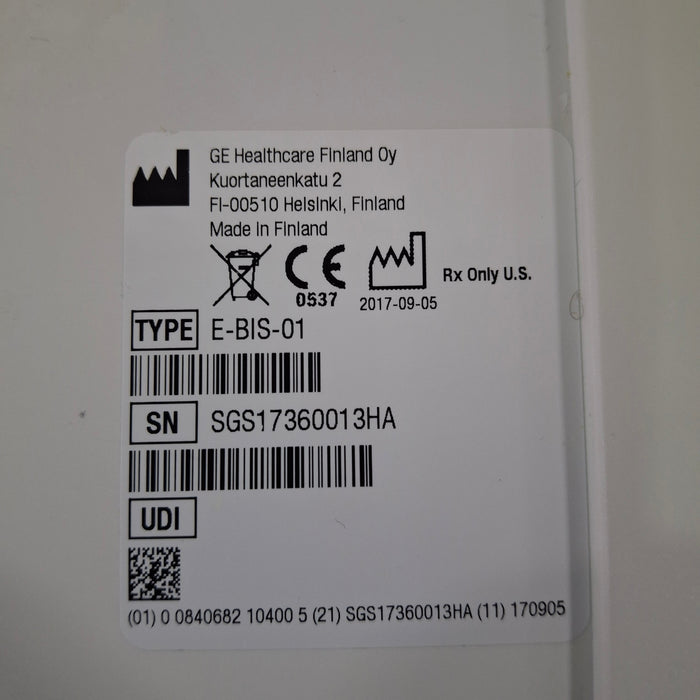 GE Healthcare Finland Oy
Kuortaneenkatu 2
FI-00510 Helsinki, Finland
Made in Finland
CE
0537
2017-09-05
Rx Only U.S.
TYPE E-BIS-01
SN SGS17360013HA
UDI
(01) 0 0840682 10400 5 (21) SGS17360013HA (11) 170905